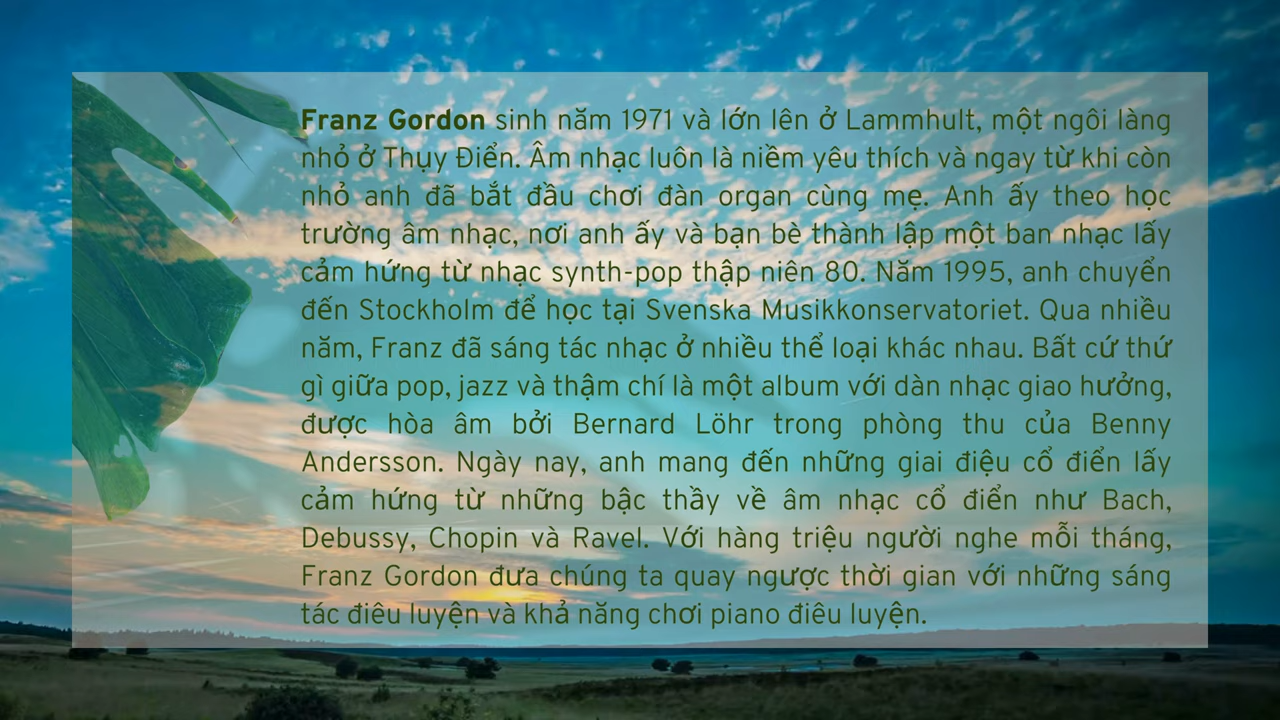 Franz Gordon sinh năm 1971 và lớn lên ở Lammhult, một ngôi làng
nhỏ ở Thụy Điển. Âm nhạc luôn là niềm yêu thích và ngay từ khi còn
nhỏ anh đã bắt đầu chơi đàn organ cùng mẹ. Anh ấy theo học
trường âm nhạc, nơi anh ấy và bạn bè thành lập một ban nhạc lấy
cảm hứng từ nhạc synth-pop thập niên 80. Năm 1995, anh chuyển
đến Stockholm để học tại Svenska Musikkonservatoriet. Qua nhiều
năm, Franz đã sáng tác nhạc ở nhiều thể loại khác nhau. Bất cứ thứ
gì giữa pop, jazz và thậm chí là một album với dàn nhạc giao hưởng,
được hòa âm bởi Bernard Löhr trong phòng thu của Benny
Andersson. Ngày nay, anh mang đến những giai điệu cổ điển lấy
cảm hứng từ những bậc thầy về âm nhạc cổ điển như Bach,
Debussy, Chopin và Ravel. Với hàng triệu người nghe mỗi tháng,
Franz Gordon đưa chúng ta quay ngược thời gian với những sáng
tác điêu luyện và khả năng chơi piano điêu luyện.